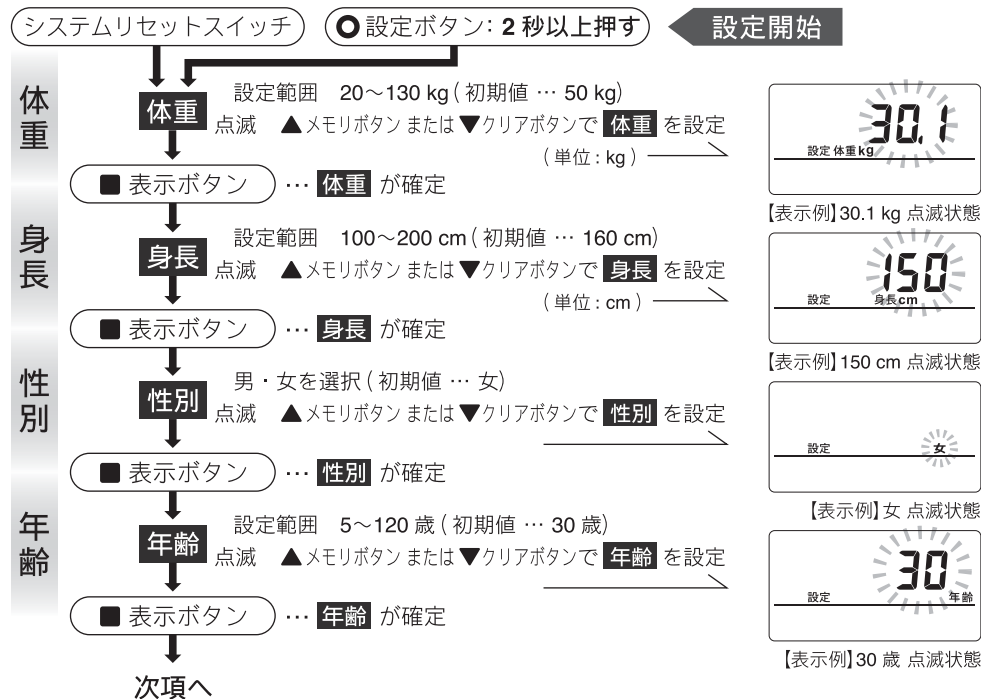 システムリセットスイッチ
設定ボタン: 2 秒以上押す
設定開始
体重
体重
設定範囲 20〜130 kg ( 初期値 … 50 kg)
点滅 ▲メモリボタン または ▼クリアボタンで 体重 を設定
( 単位 : kg )
■ 表示ボタン … 体重 が確定
30.1
設定 体重kg
【表示例】30.1 kg 点滅状態
身長
身長
設定範囲 100〜200 cm ( 初期値 … 160 cm)
点滅 ▲メモリボタン または ▼クリアボタンで 身長 を設定
( 単位 : cm )
■ 表示ボタン … 身長 が確定
150
設定 身長cm
【表示例】150 cm 点滅状態
性別
性別
男・女を選択 ( 初期値 … 女)
点滅 ▲メモリボタン または ▼クリアボタンで 性別 を設定
■ 表示ボタン … 性別 が確定
設定 女
【表示例】女 点滅状態
年齢
年齢
設定範囲 5〜120 歳 ( 初期値 … 30 歳)
点滅 ▲メモリボタン または ▼クリアボタンで 年齢 を設定
■ 表示ボタン … 年齢 が確定
30
設定 年齢
【表示例】30 歳 点滅状態
次項へ